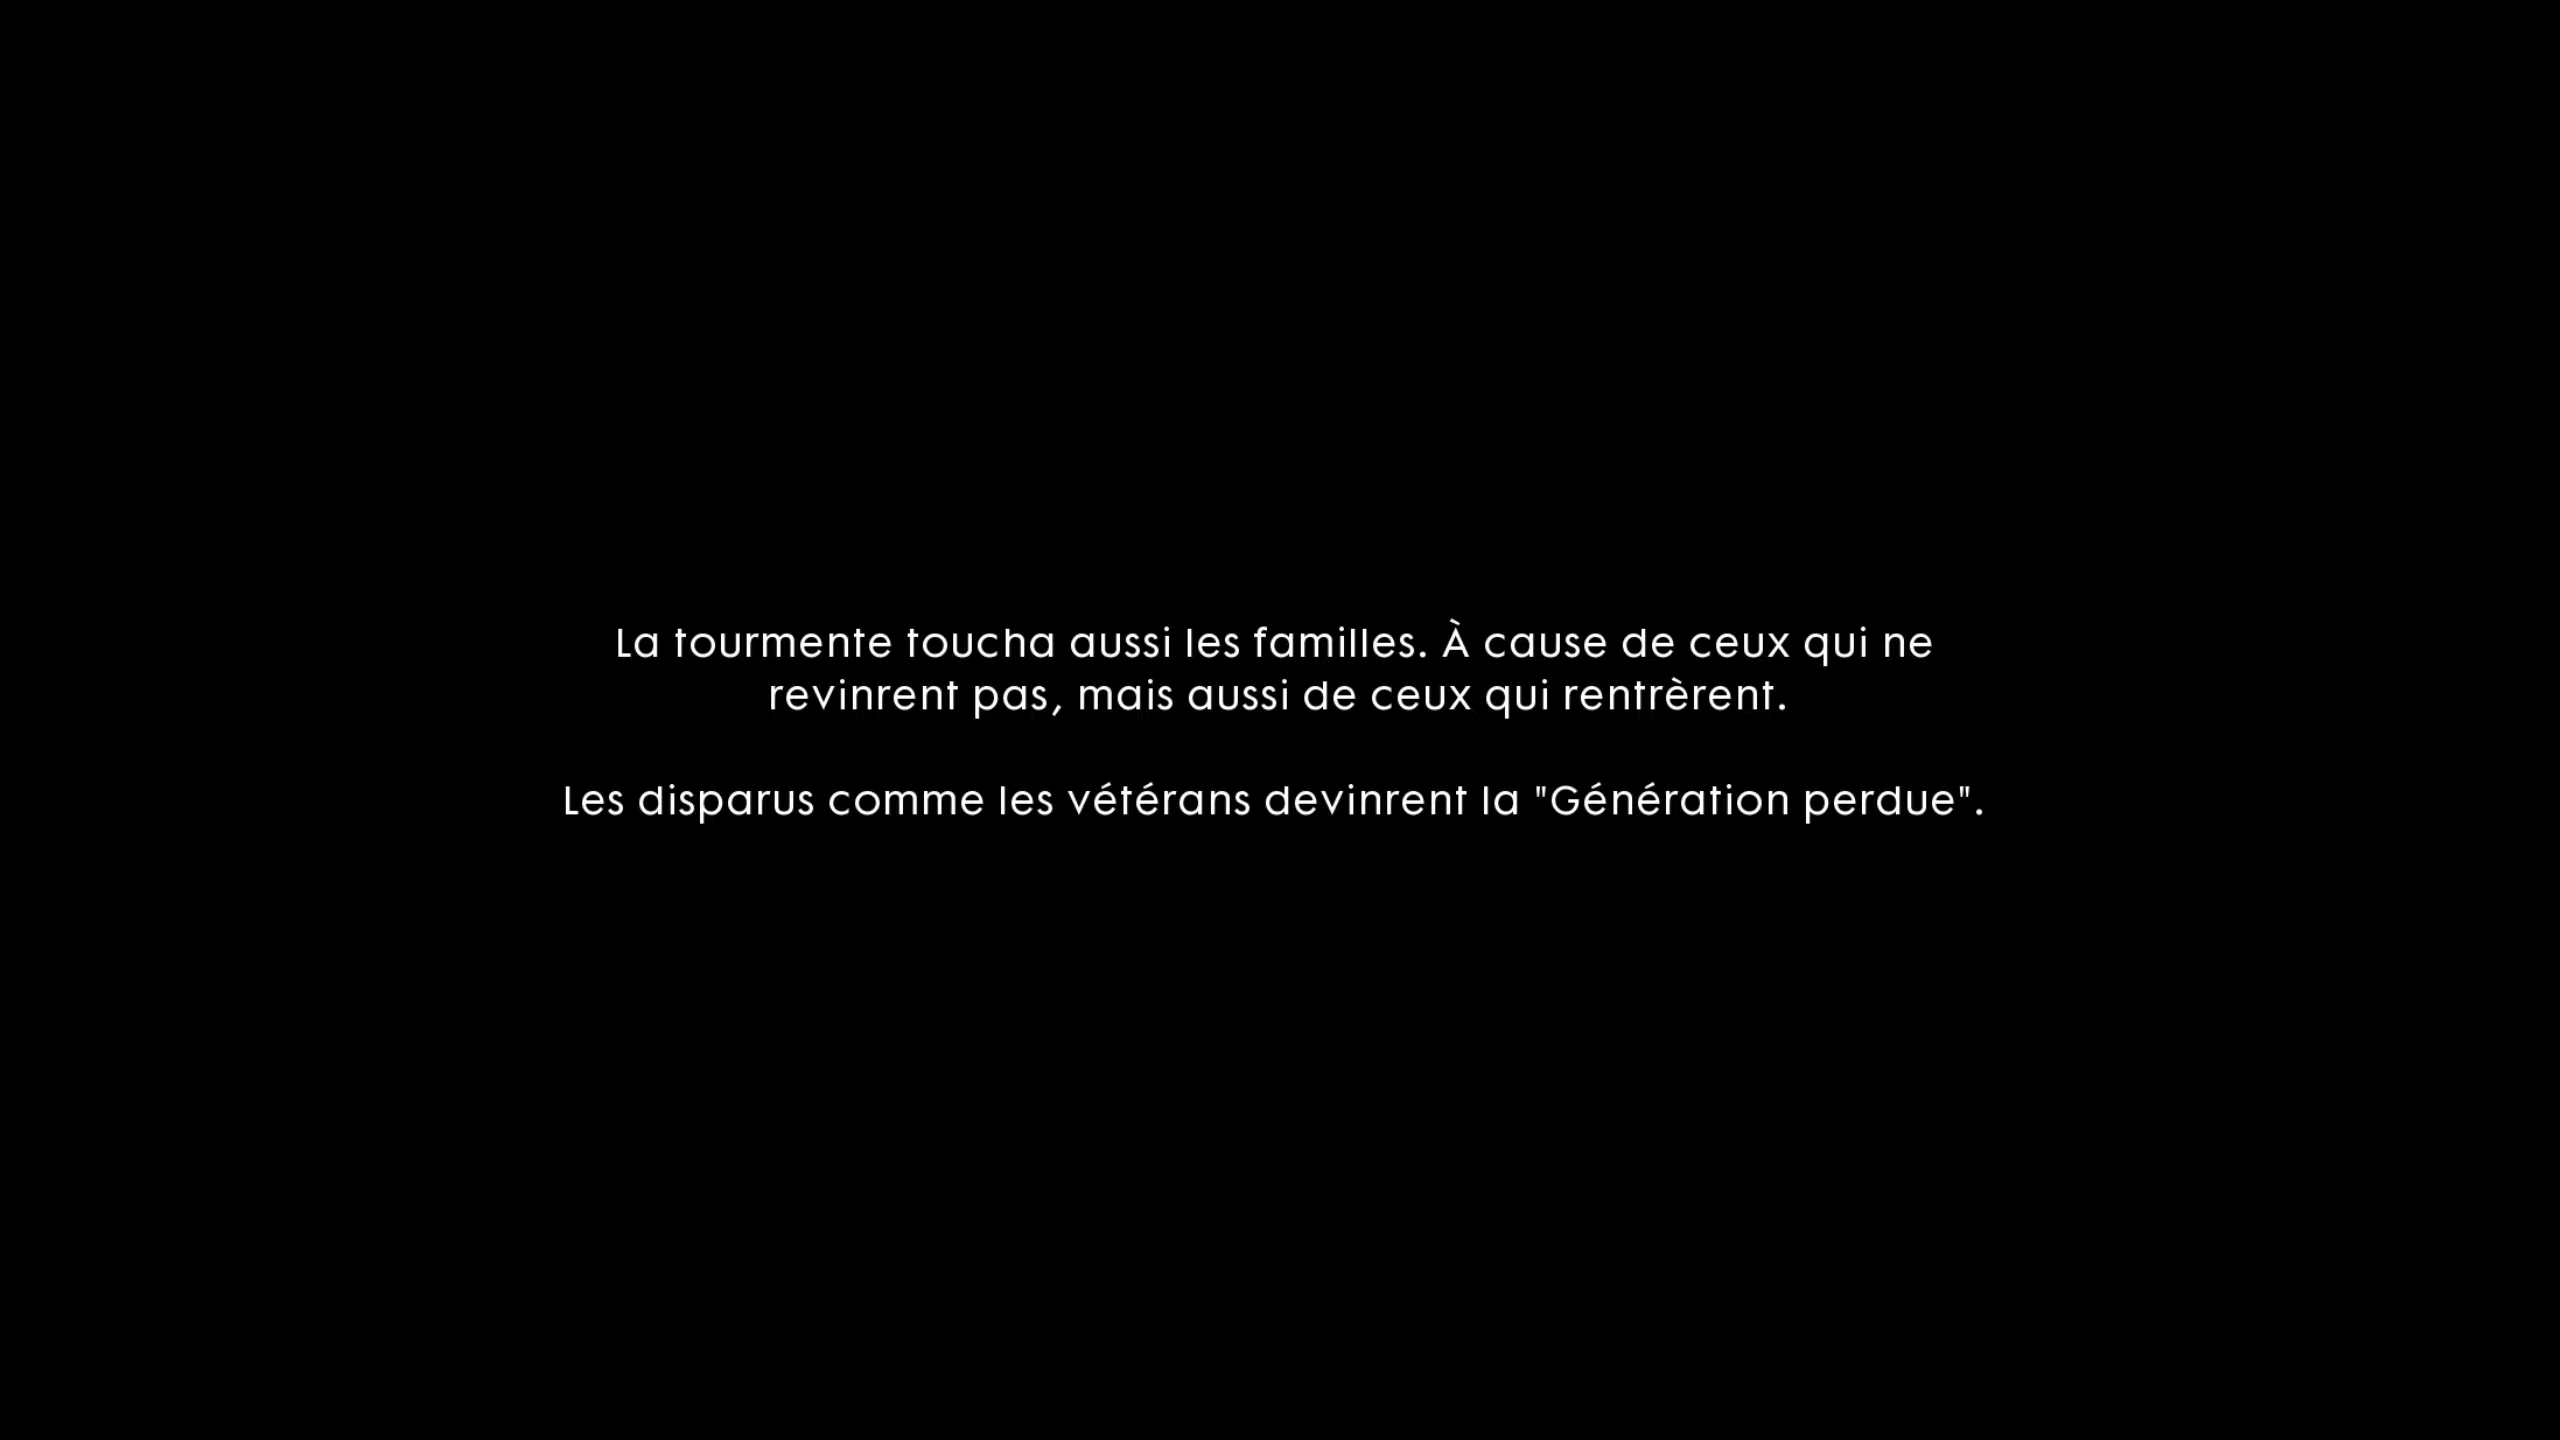 La tourmente toucha aussi les familles. À cause de ceux qui ne
revinrent pas, mais aussi de ceux qui rentrèrent.
Les disparus comme les vétérans devinrent la "Génération perdue".